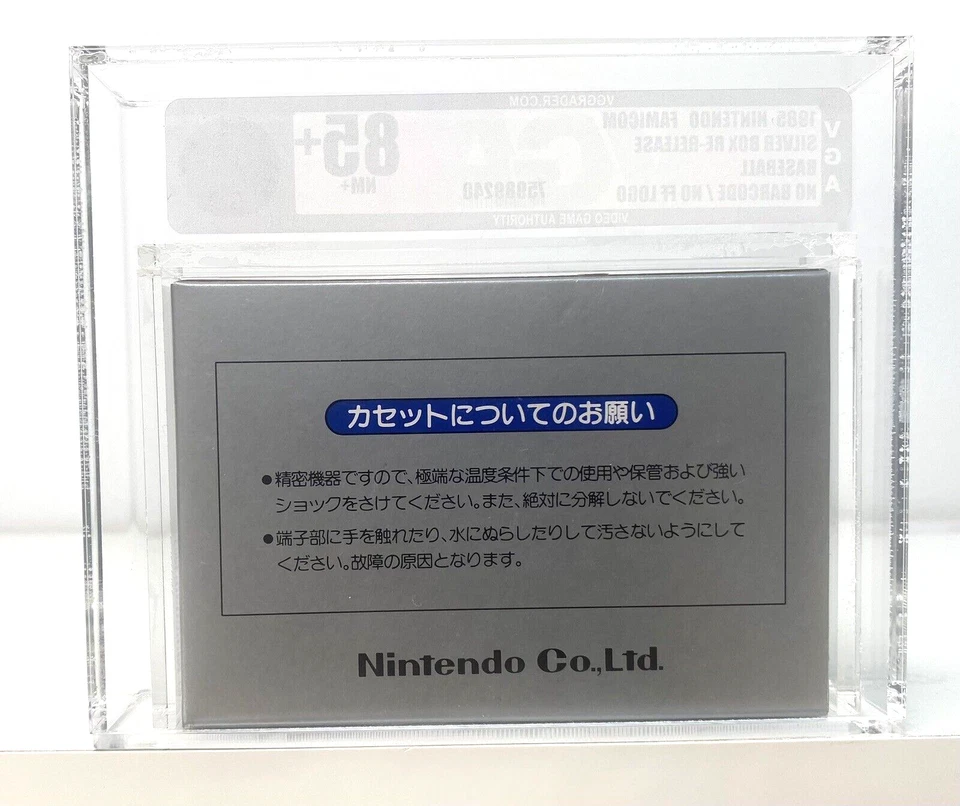 VGGRADER.COM
VGA
1985 · NINTENDO FAMICOM
SILVER BOX RE-RELEASE
BASEBALL
NO BARCODE / NO FF LOGO
85+
NM+
VIDEO GAME AUTHORITY
カセットについてのお願い
●精密機器ですので、極端な温度条件下での使用や保管および強い
ショックをさけてください。また、絶対に分解しないでください。
●端子部に手を触れたり、水にぬらしたりして汚さないようにして
ください。故障の原因となります。
Nintendo Co.,Ltd.